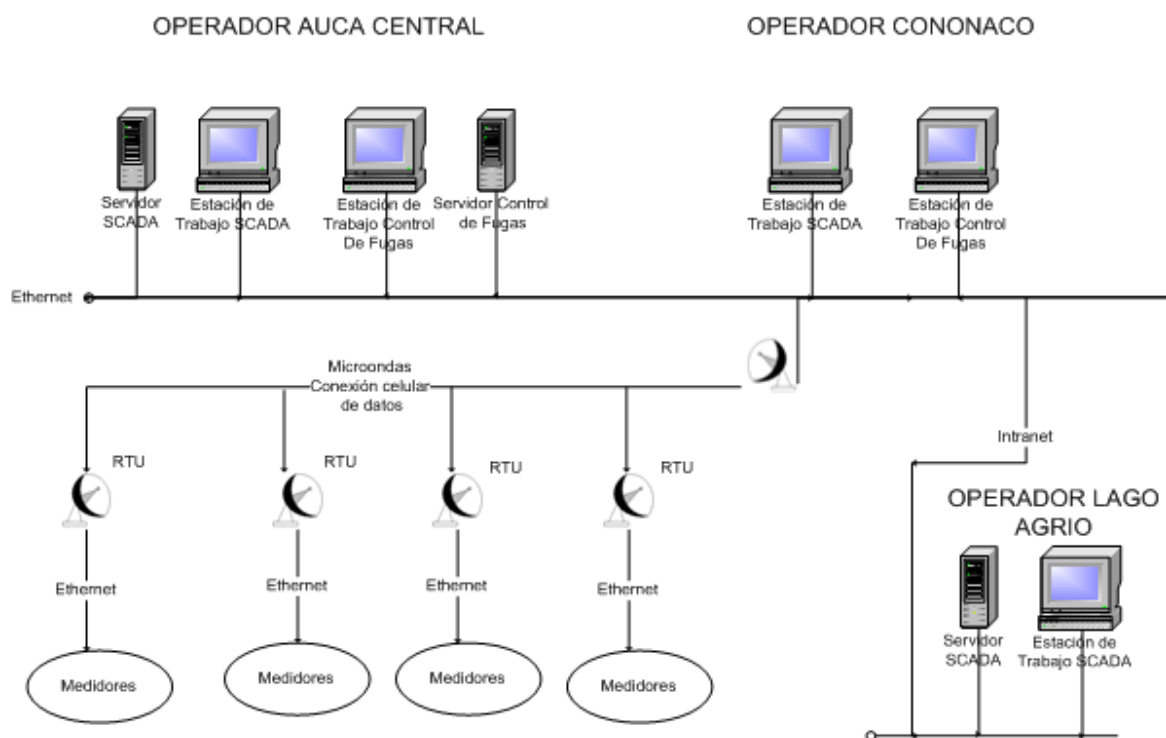 OPERADOR AUCA CENTRAL
OPERADOR CONONACO
Servidor
SCADA
Estación de
Trabajo SCADA
Estación de
Trabajo Control
De Fugas
Servidor Control
de Fugas
Estación de
Trabajo SCADA
Estación de
Trabajo Control
De Fugas
Ethernet
Microondas
Conexión celular
de datos
RTU
RTU
RTU
RTU
Intranet
OPERADOR LAGO
AGRIO
Ethernet
Ethernet
Ethernet
Ethernet
Servidor
SCADA
Estación de
Trabajo SCADA
Medidores
Medidores
Medidores
Medidores